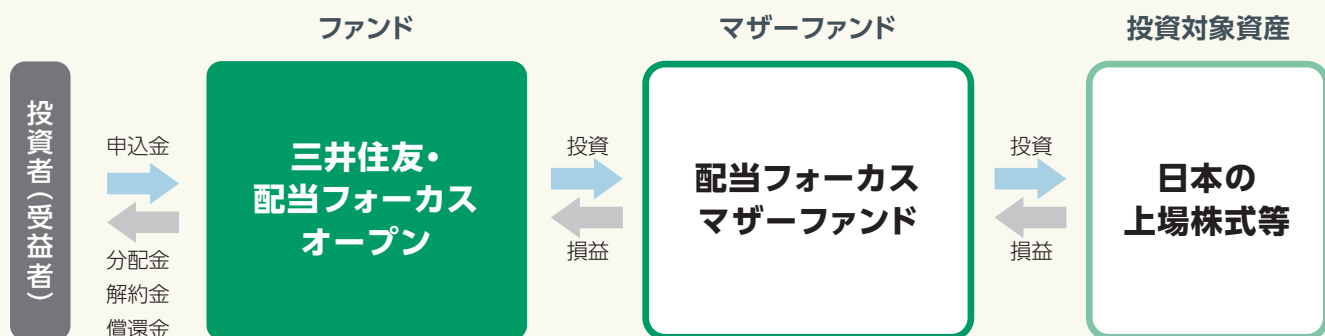 ファンド
マザーファンド
投資対象資産
投資者(受益者)
申込金
分配金
解約金
償還金
三井住友・
配当フォーカス
オープン
投資
損益
配当フォーカス
マザーファンド
投資
損益
日本の
上場株式等